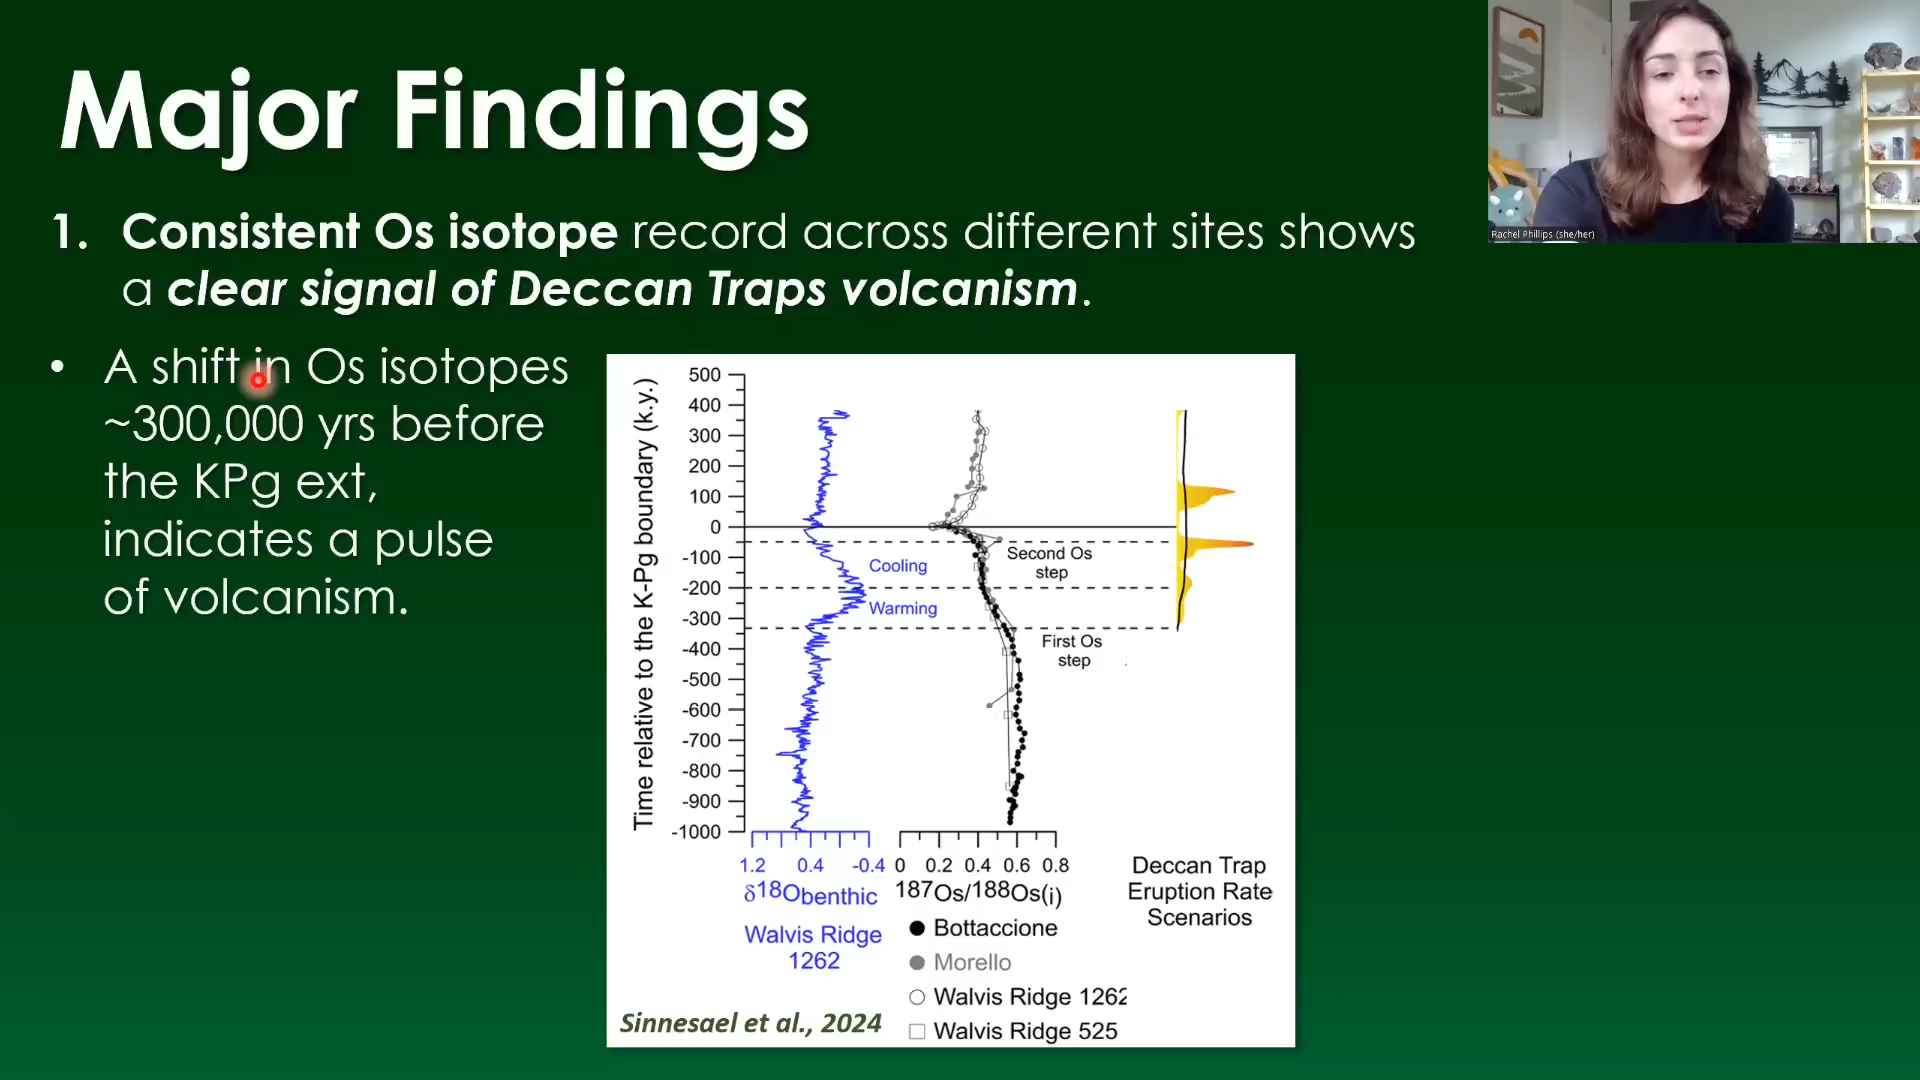 Major Findings
Rachel Phillips (she/her)
1. Consistent Os isotope record across different sites shows
a clear signal of Deccan Traps volcanism.
• A shift in Os isotopes
~300,000 yrs before
the KPg ext,
indicates a pulse
of volcanism.
Time relative to the K-Pg boundary (k.y.)
500
400
300
200
100
0
-100
-200
-300
-400
-500
-600
-700
-800
-900
-1000
Cooling
Warming
Second Os
step
First Os
step
1.2 0.4 -0.4
δ18Obenthic
Walvis Ridge
1262
0 0.2 0.4 0.6 0.8
187Os/188Os(i)
Bottaccione
Morello
Walvis Ridge 1262
Walvis Ridge 525
Deccan Trap
Eruption Rate
Scenarios
Sinnesael et al., 2024